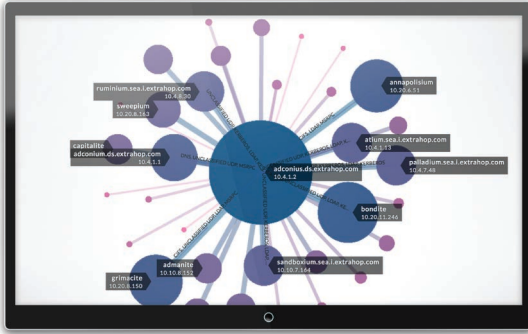 annapolisium
10.20.6.51
ruminium.sea.i.extrahop.com
10.4.9.30
sweepium
10.20.8.163
atlum.sea.i.extrahop.com
10.4.1.13
capitalite
adconium.ds.extrahop.com
10.4.1.1
palladium.sea.i.extrahop.com
10.4.7.48
adconius.ds.extrahop.com
10.4.1.2
bondite
10.20.11.246
admanite
10.10.8.152
sandboxium.sea.i.extrahop.com
10.10.7.164
grimacite
10.20.8.150